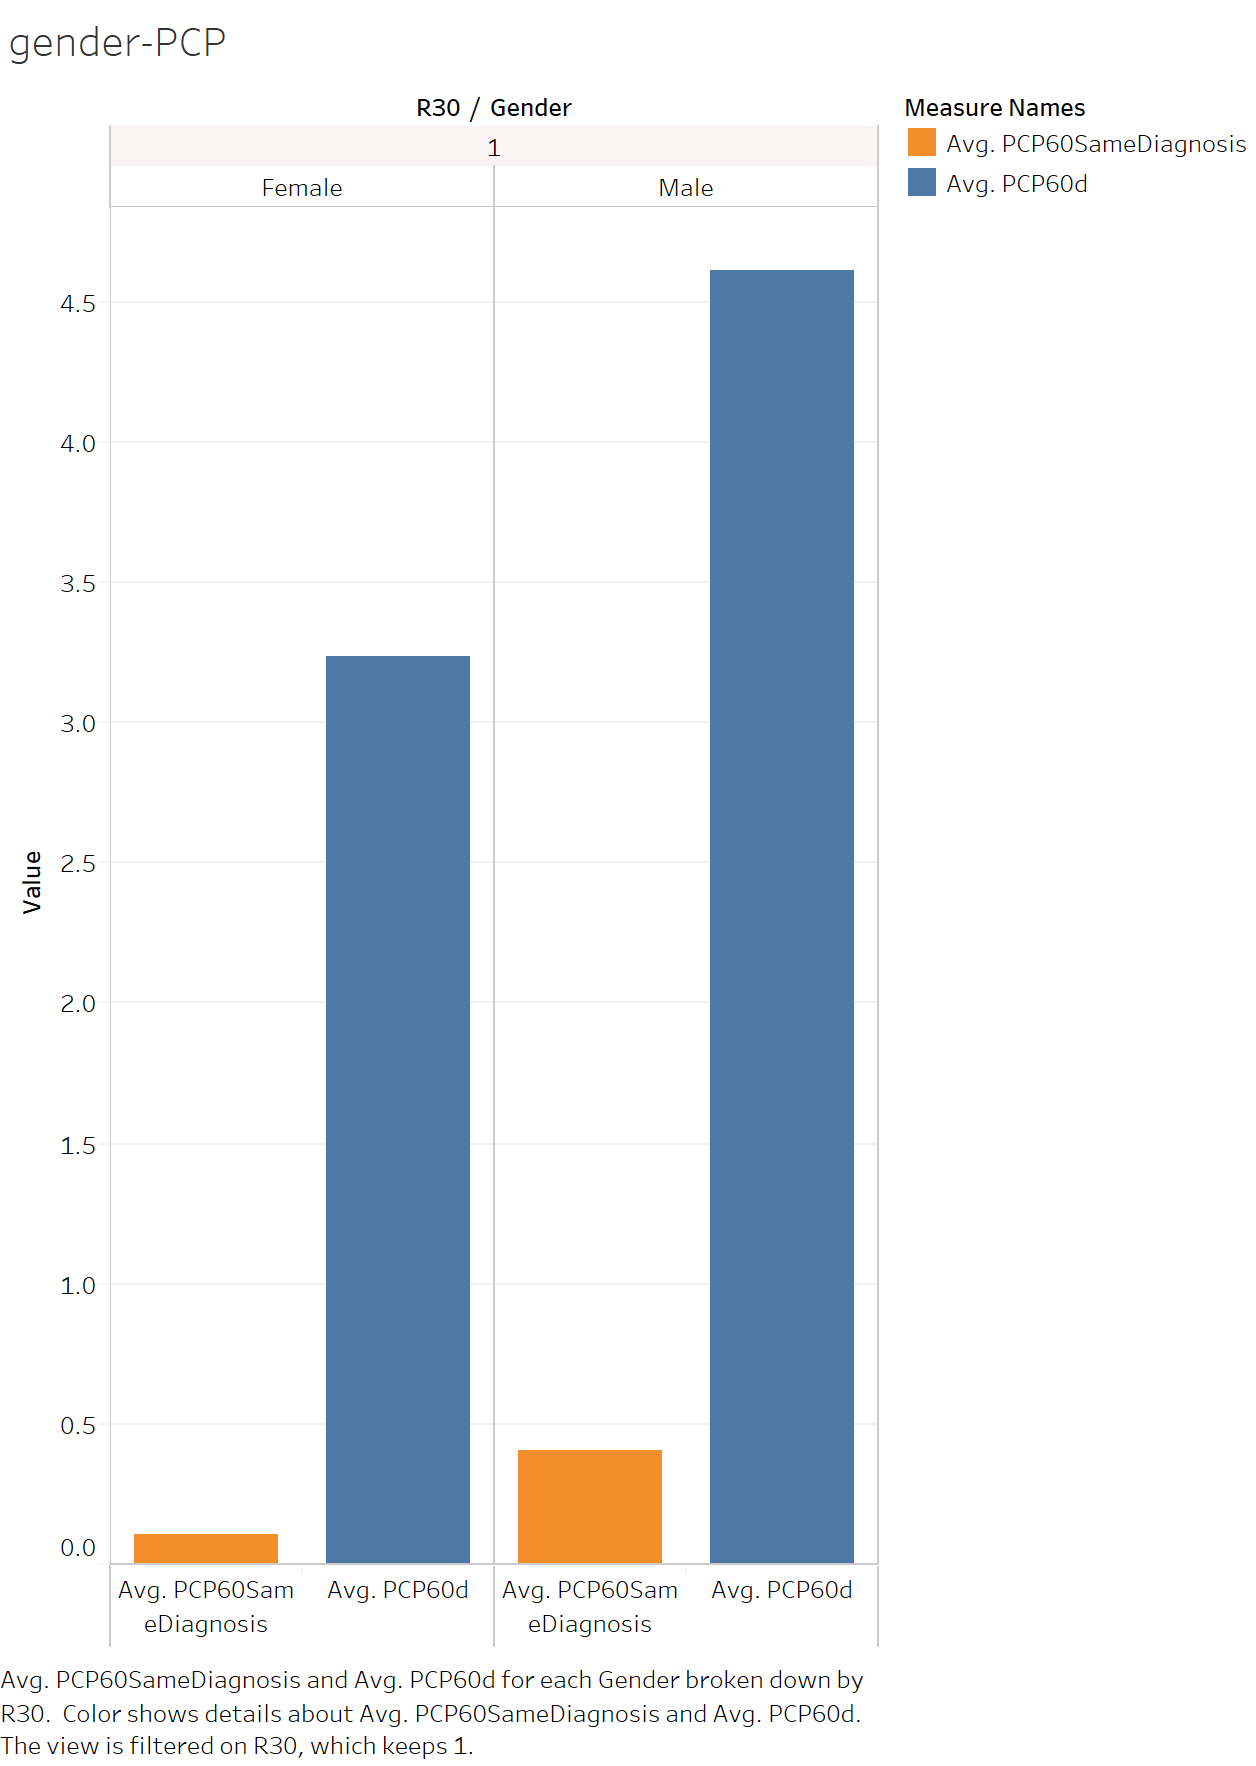 gender-PCP
R30 / Gender
1
Female
Male
Measure Names
Avg. PCP60SameDiagnosis
Avg. PCP60d
4.5
4.0
3.5
3.0
2.5
2.0
1.5
1.0
0.5
0.0
Value
Avg. PCP60Sam
eDiagnosis
Avg. PCP60d
Avg. PCP60Sam
eDiagnosis
Avg. PCP60d
Avg. PCP60SameDiagnosis and Avg. PCP60d for each Gender broken down by
R30.  Color shows details about Avg. PCP60SameDiagnosis and Avg. PCP60d.
The view is filtered on R30, which keeps 1.